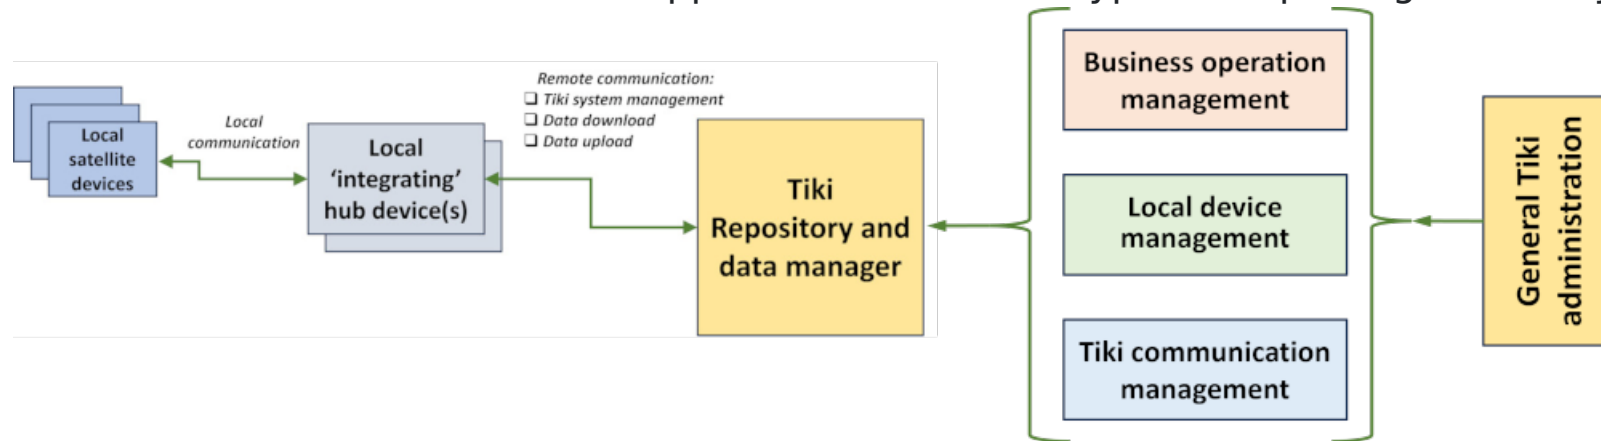 Local
satellite
devices
Local
communication
Local
‘integrating’
hub device(s)
Remote communication:
❑ Tiki system management
❑ Data download
❑ Data upload
Tiki
Repository and
data manager
Business operation
management
Local device
management
Tiki communication
management
General Tiki
administration